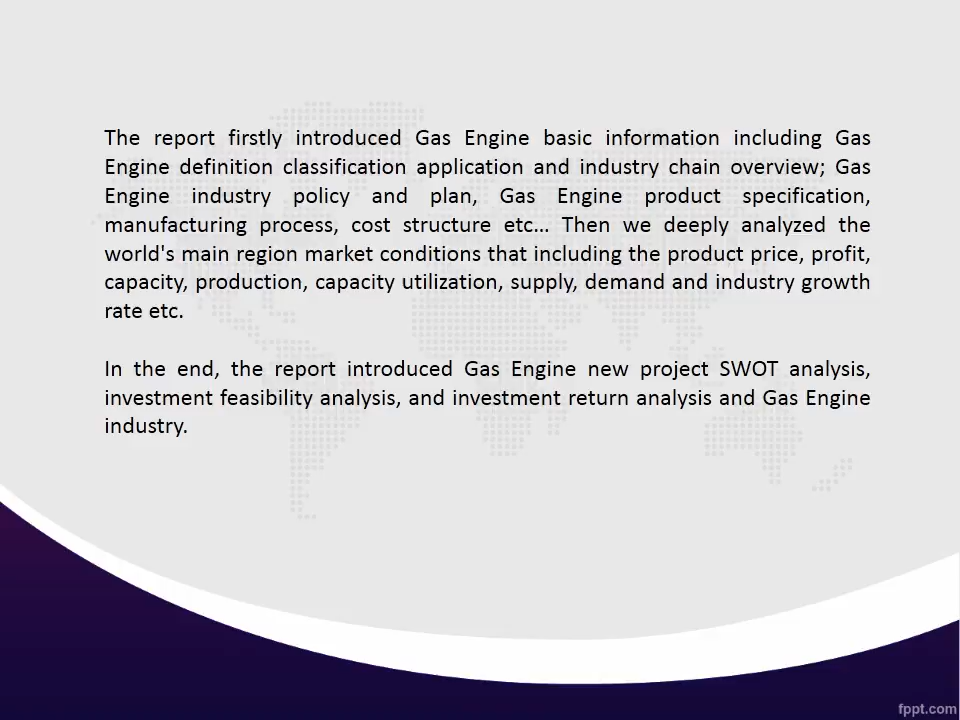 The report firstly introduced Gas Engine basic information including Gas
Engine definition classification application and industry chain overview; Gas
Engine industry policy and plan, Gas Engine product specification,
manufacturing process, cost structure etc… Then we deeply analyzed the
world's main region market conditions that including the product price, profit,
capacity, production, capacity utilization, supply, demand and industry growth
rate etc.
In the end, the report introduced Gas Engine new project SWOT analysis,
investment feasibility analysis, and investment return analysis and Gas Engine
industry.
fppt.com